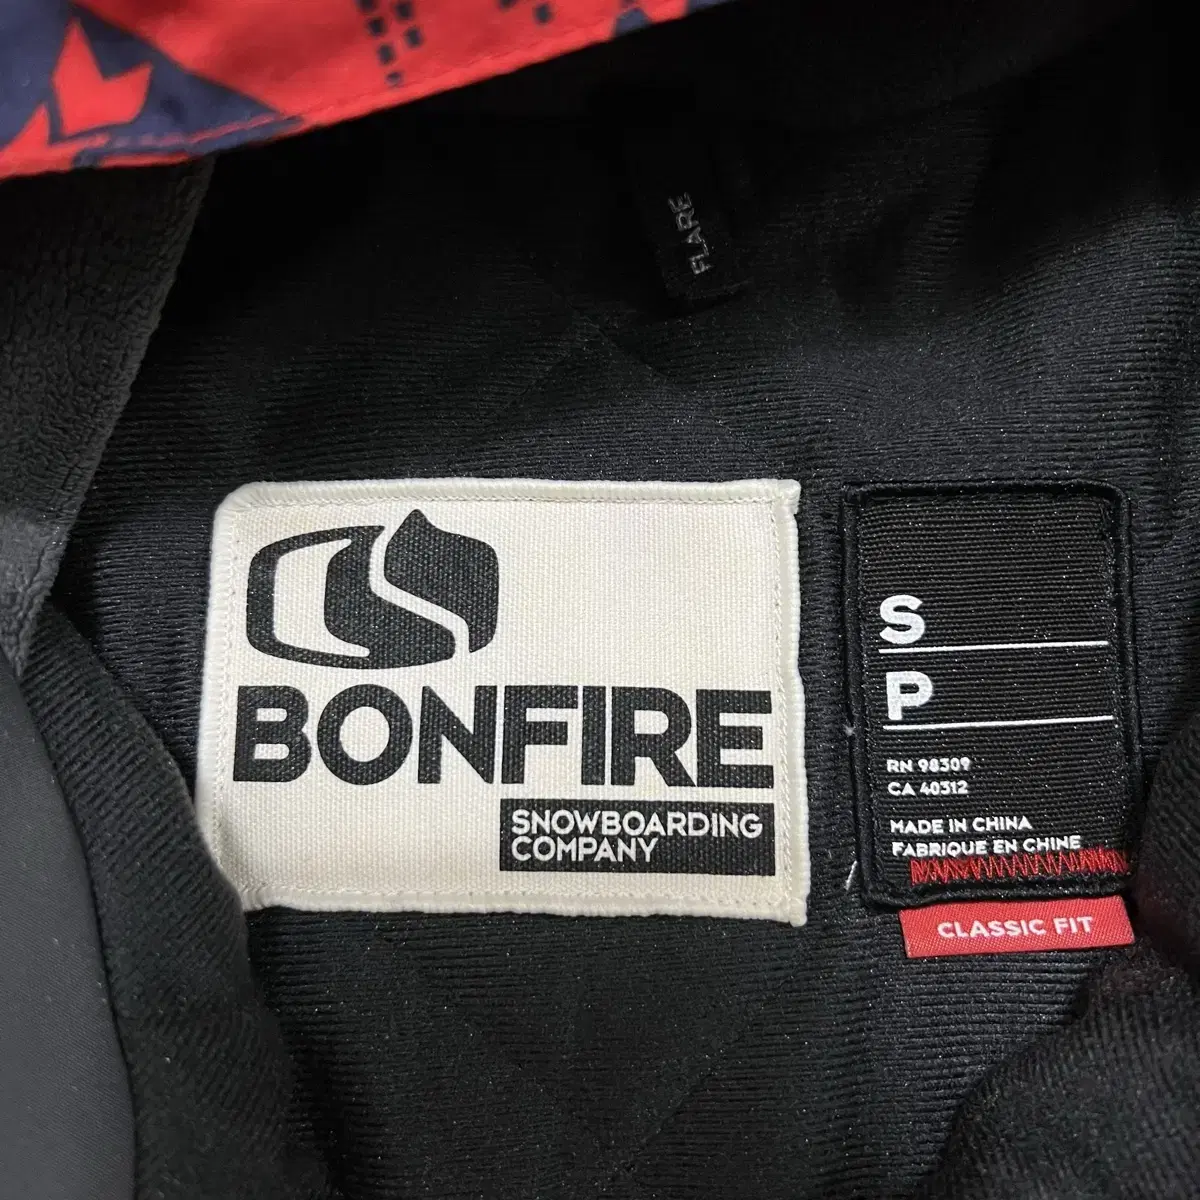 FLARE
BONFIRE
SNOWBOARDING
COMPANY
S
P
RN 98309
CA 40312
MADE IN CHINA
FABRIQUE EN CHINE
CLASSIC FIT